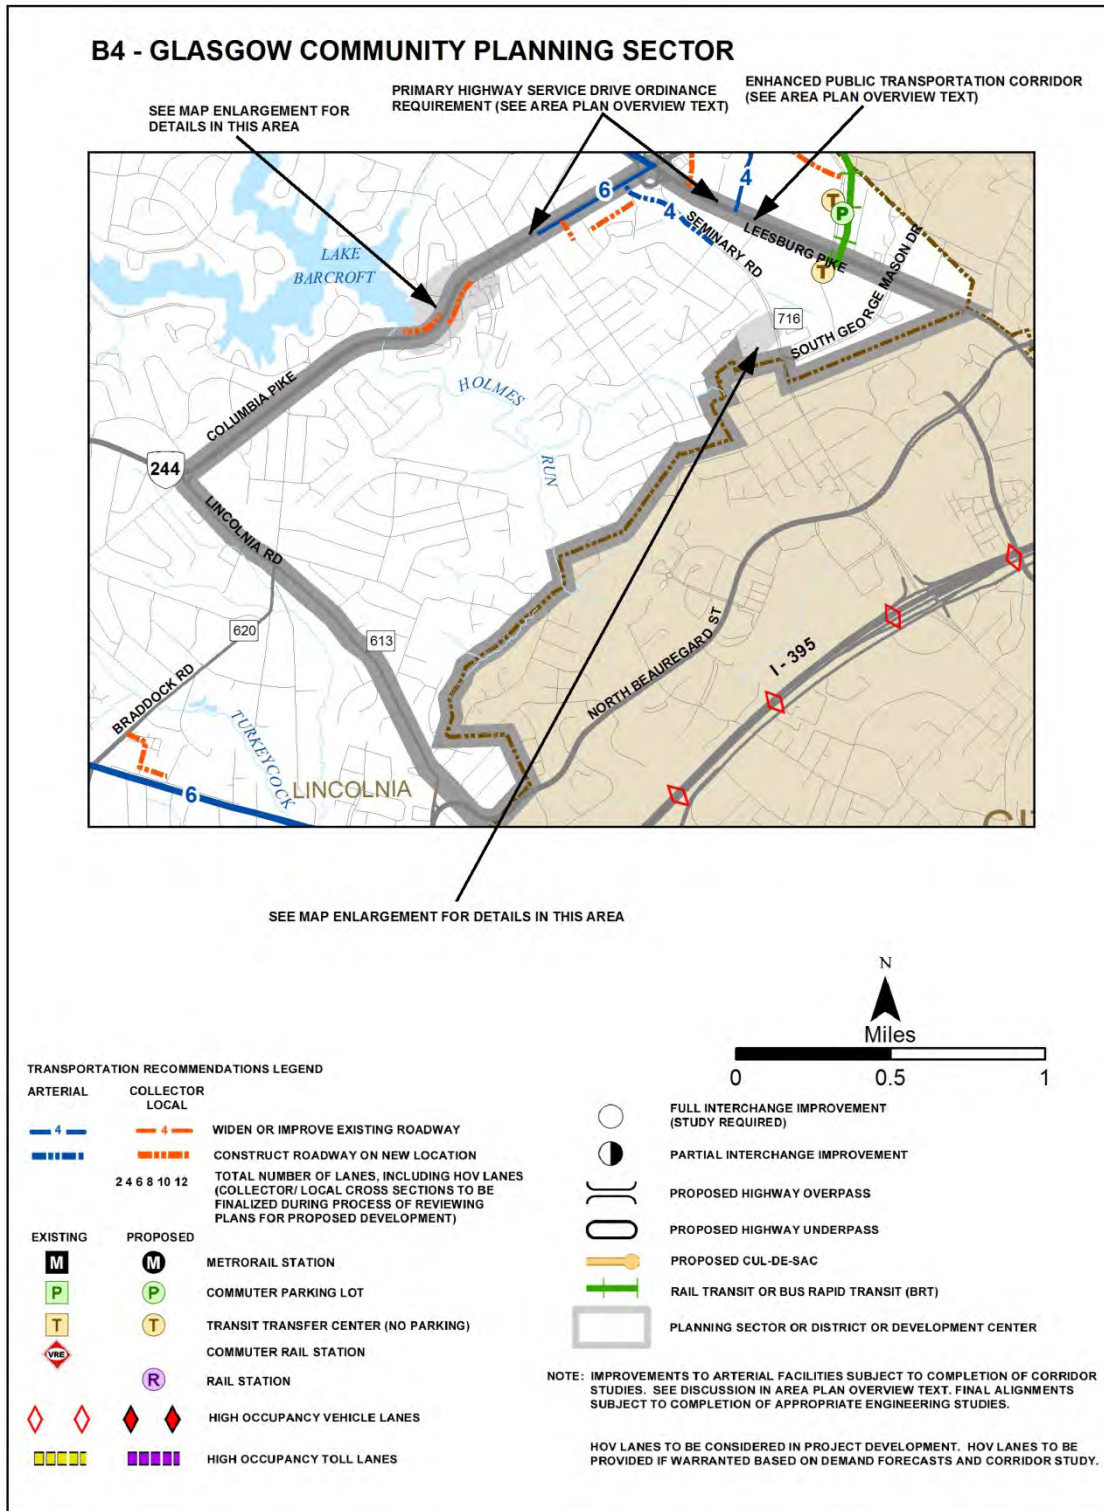 B4 - GLASGOW COMMUNITY PLANNING SECTOR
SEE MAP ENLARGEMENT FOR
DETAILS IN THIS AREA
PRIMARY HIGHWAY SERVICE DRIVE ORDINANCE
REQUIREMENT (SEE AREA PLAN OVERVIEW TEXT)
ENHANCED PUBLIC TRANSPORTATION CORRIDOR
(SEE AREA PLAN OVERVIEW TEXT)
6
4
4
T
P
T
SEMINARY RD
LEESBURG PIKE
SOUTH GEORGE MASON DR
716
LAKE
BARCROFT
COLUMBIA PIKE
HOLMES
RUN
244
LINCOLNIA RD
620
613
BRADDOCK RD
TURKEYCOCK
LINCOLNIA
6
NORTH BEAUREGARD ST
I - 395
SEE MAP ENLARGEMENT FOR DETAILS IN THIS AREA
N
Miles
0 0.5 1
TRANSPORTATION RECOMMENDATIONS LEGEND
ARTERIAL
COLLECTOR
LOCAL
4 4 WIDEN OR IMPROVE EXISTING ROADWAY
CONSTRUCT ROADWAY ON NEW LOCATION
2 4 6 8 10 12 TOTAL NUMBER OF LANES, INCLUDING HOV LANES
(COLLECTOR/ LOCAL CROSS SECTIONS TO BE
FINALIZED DURING PROCESS OF REVIEWING
PLANS FOR PROPOSED DEVELOPMENT)
EXISTING PROPOSED
M M METRORAIL STATION
P P COMMUTER PARKING LOT
T T TRANSIT TRANSFER CENTER (NO PARKING)
VRE COMMUTER RAIL STATION
R RAIL STATION
HIGH OCCUPANCY VEHICLE LANES
HIGH OCCUPANCY TOLL LANES
FULL INTERCHANGE IMPROVEMENT
(STUDY REQUIRED)
PARTIAL INTERCHANGE IMPROVEMENT
PROPOSED HIGHWAY OVERPASS
PROPOSED HIGHWAY UNDERPASS
PROPOSED CUL-DE-SAC
RAIL TRANSIT OR BUS RAPID TRANSIT (BRT)
PLANNING SECTOR OR DISTRICT OR DEVELOPMENT CENTER
NOTE: IMPROVEMENTS TO ARTERIAL FACILITIES SUBJECT TO COMPLETION OF CORRIDOR
STUDIES. SEE DISCUSSION IN AREA PLAN OVERVIEW TEXT. FINAL ALIGNMENTS
SUBJECT TO COMPLETION OF APPROPRIATE ENGINEERING STUDIES.
HOV LANES TO BE CONSIDERED IN PROJECT DEVELOPMENT. HOV LANES TO BE
PROVIDED IF WARRANTED BASED ON DEMAND FORECASTS AND CORRIDOR STUDY.